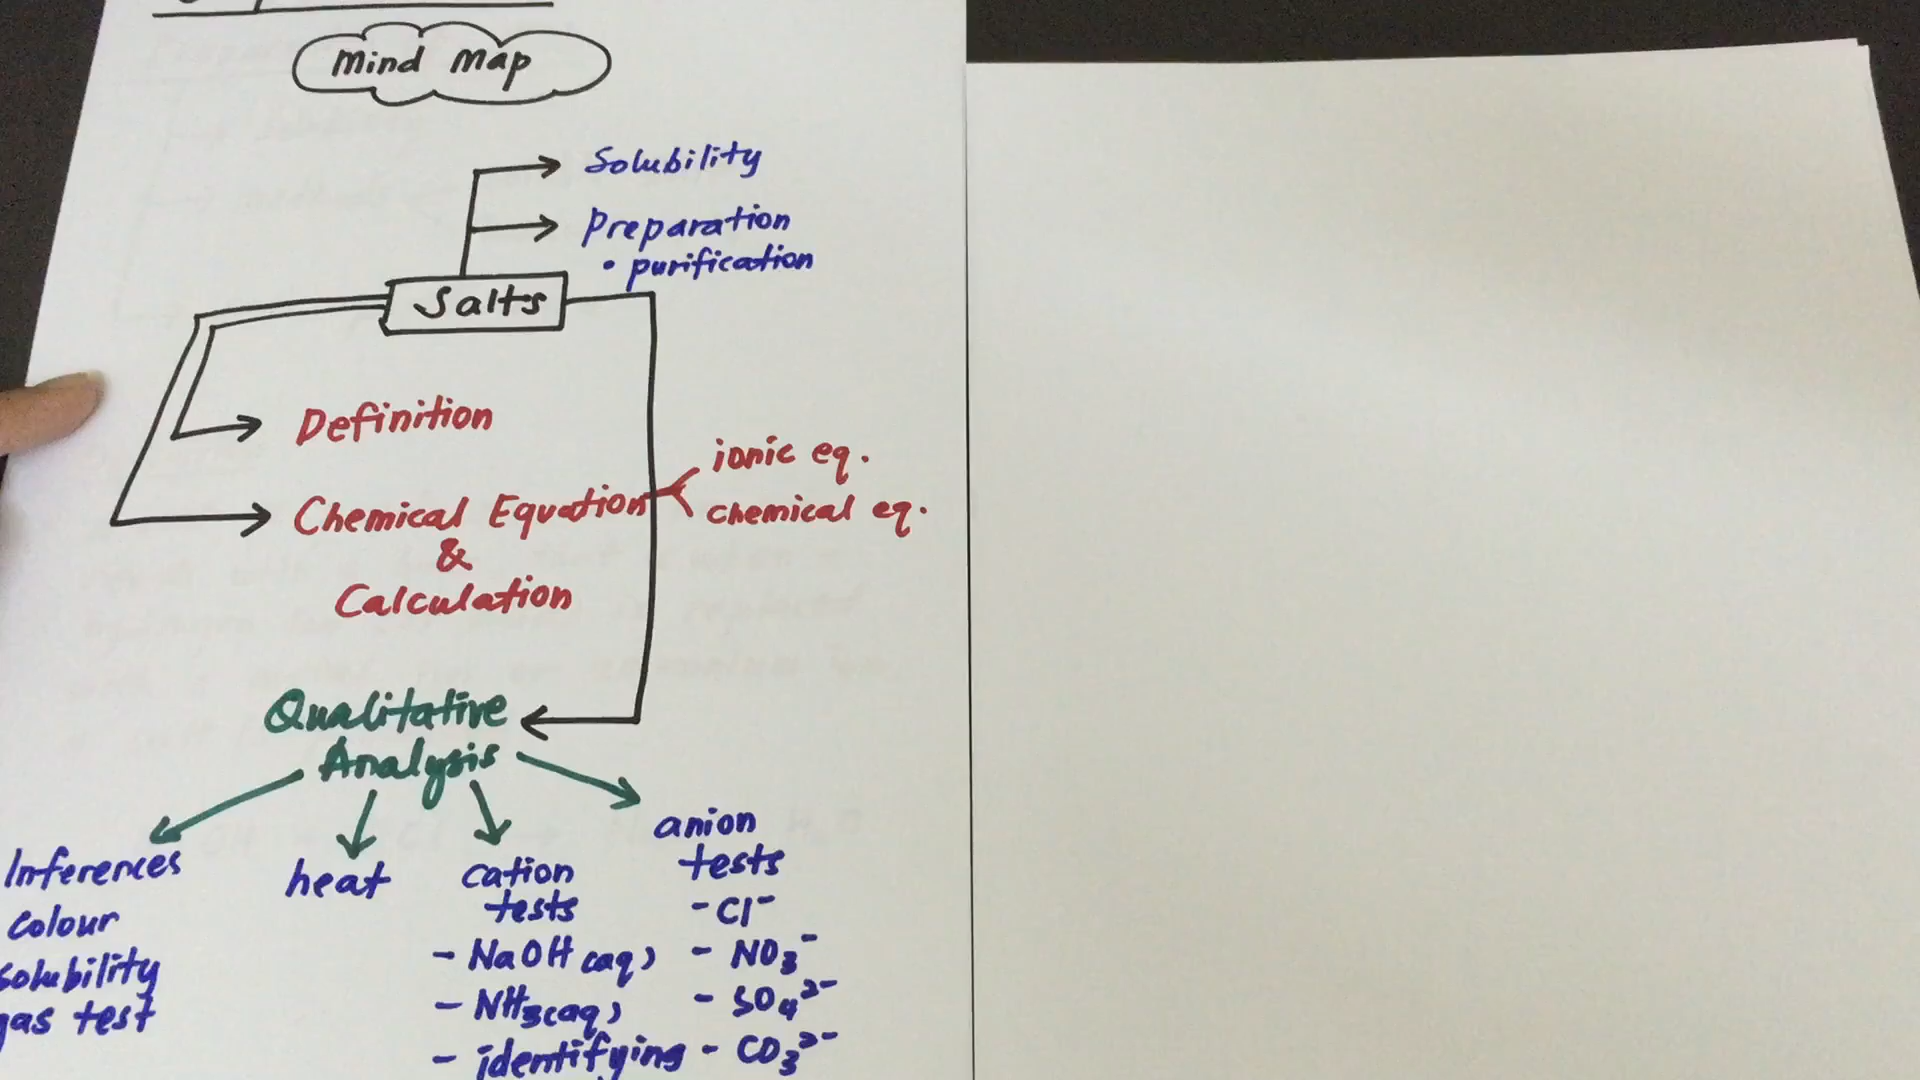 Mind Map
Solubility
Preparation
• purification
Salts
Definition
ionic eq.
Chemical Equation
chemical eq.
&
Calculation
Qualitative
Analysis
Inferences
colour
solubility
gas test
heat
cation
tests
- NaOH (aq)
- NH₃(aq)
- identifying
anion
tests
- Cl⁻
- NO₃⁻
- SO₄²⁻
- CO₃²⁻